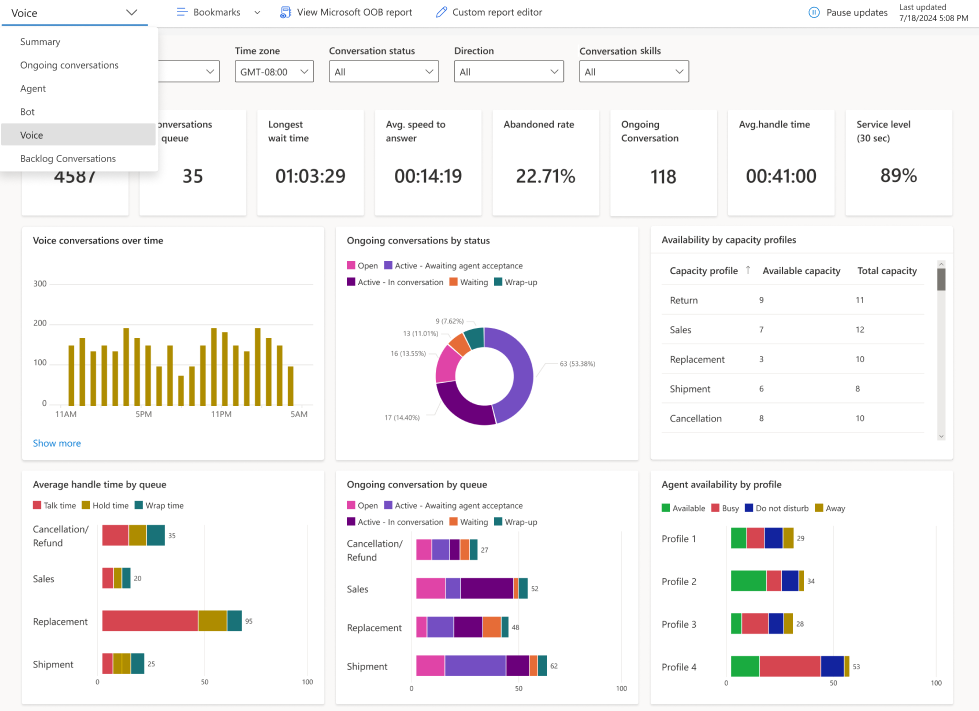 Voice
Bookmarks
View Microsoft OOB report
Custom report editor
Pause updates
Last updated
7/18/2024 5:08 PM
Summary
Ongoing conversations
Agent
Bot
Voice
Backlog Conversations
Time zone
GMT-08:00
Conversation status
All
Direction
All
Conversation skills
All
4587
queue
35
Longest
wait time
01:03:29
Avg. speed to
answer
00:14:19
Abandoned rate
22.71%
Ongoing
Conversation
118
Avg.handle time
00:41:00
Service level
(30 sec)
89%
Voice conversations over time
300
200
100
0
11AM
5PM
11PM
5AM
Show more
Ongoing conversations by status
Open Active - Awaiting agent acceptance
Active - In conversation Waiting Wrap-up
9 (7.62%)
13 (11.01%)
16 (13.55%)
63 (53.38%)
17 (14.40%)
Availability by capacity profiles
Capacity profile ↑ Available capacity Total capacity
Return 9 11
Sales 7 12
Replacement 3 10
Shipment 6 8
Cancellation 8 10
Average handle time by queue
Talk time Hold time Wrap time
Cancellation/
Refund
35
Sales 20
Replacement 95
Shipment 25
0 50 100
Ongoing conversation by queue
Open Active - Awaiting agent acceptance
Active - In conversation Waiting Wrap-up
Cancellation/
Refund
27
Sales 52
Replacement 48
Shipment 62
0 50 100
Agent availability by profile
Available Busy Do not disturb Away
Profile 1 29
Profile 2 34
Profile 3 28
Profile 4 53
0 50 100